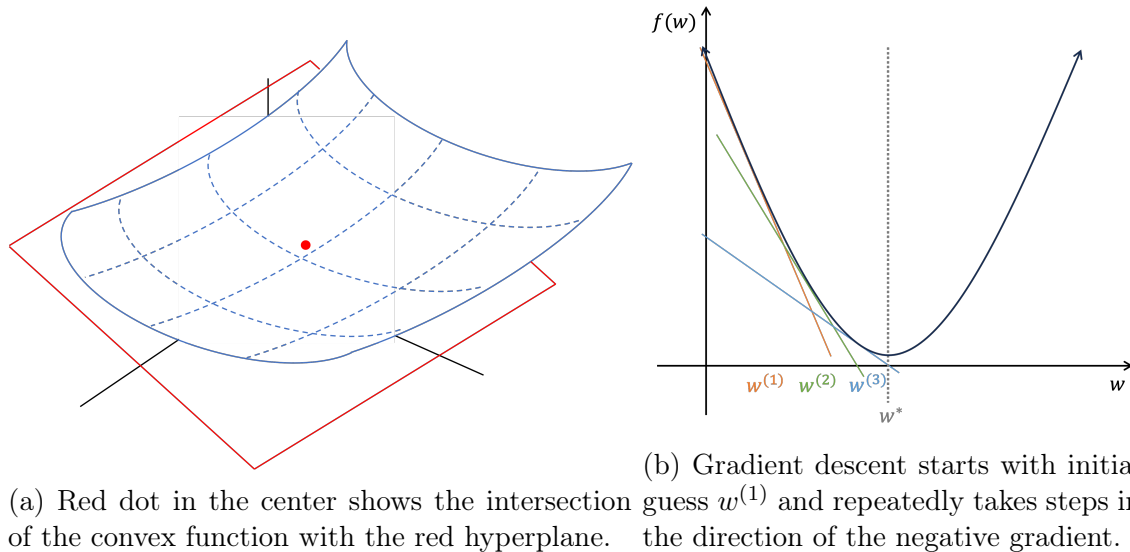 f(w)
w⁽¹⁾ w⁽²⁾ w⁽³⁾
w
w*
(a) Red dot in the center shows the intersection
of the convex function with the red hyperplane.
(b) Gradient descent starts with initia
guess w⁽¹⁾ and repeatedly takes steps in
the direction of the negative gradient.